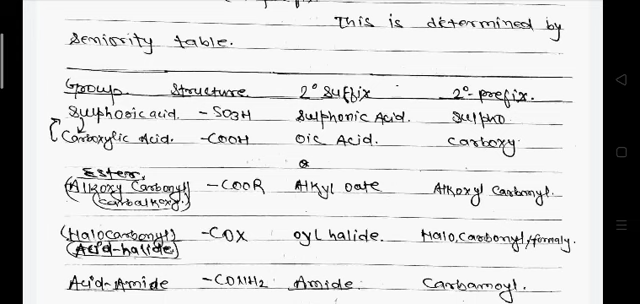 This is determined by
seniority table.
Group. Structure 2° suffix 2°-prefix.
Sulphonic acid. -SO3H Sulphonic Acid. Sulpho
Carboxylic Acid. -COOH Oic Acid. Carboxy
Ester,
(Alkoxy Carbonyl) -COOR Alkyl Oate Alkoxyl Carbonyl.
(Carbalkoxy.)
(Halocarbonyl) -COX Oyl halide. Halo, Carbonyl/formaly.
(Acid-halide)
Acid-Amide -CONH2 Amide. Carbamoyl.